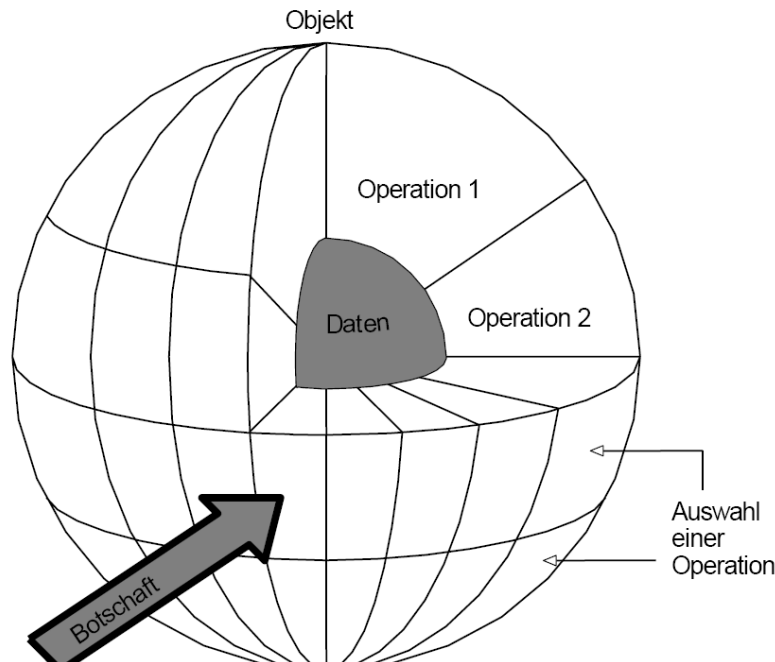 Objekt
Operation 1
Daten
Operation 2
Auswahl
einer
Operation
Botschaft